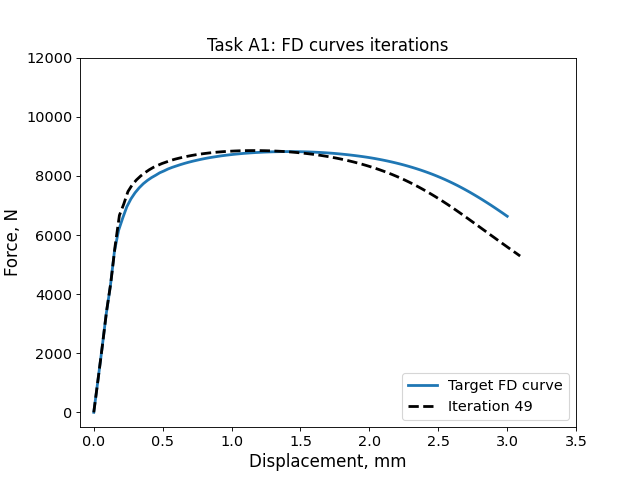 Task A1: FD curves iterations
12000
10000
8000
6000
4000
2000
0
Force, N
0.0 0.5 1.0 1.5 2.0 2.5 3.0 3.5
Displacement, mm
Target FD curve
Iteration 49